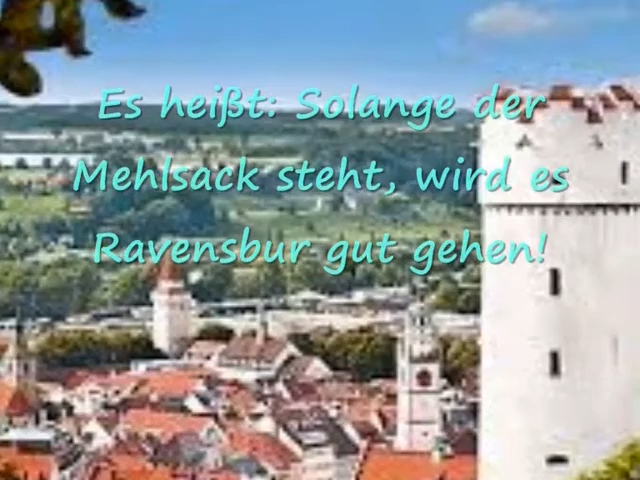 Es heißt: Solange der
Mehlsack steht, wird es
Ravensbur gut gehen!